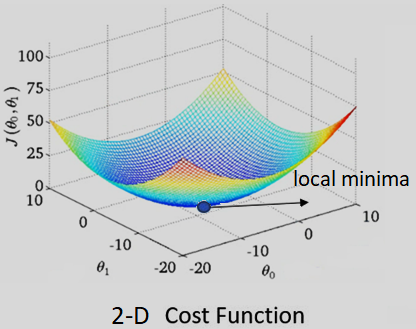 100
75
50
25
0
J(θ₀,θ₁)
local minima
10
0
-10
-20
θ₁
-20
-10
0
10
θ₀
2-D Cost Function